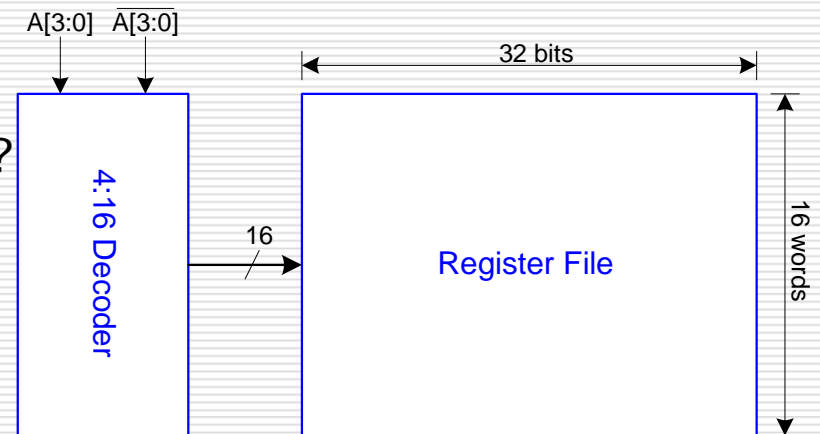 A[3:0] A[3:0]
32 bits
?
4:16 Decoder
16
Register File
16 words